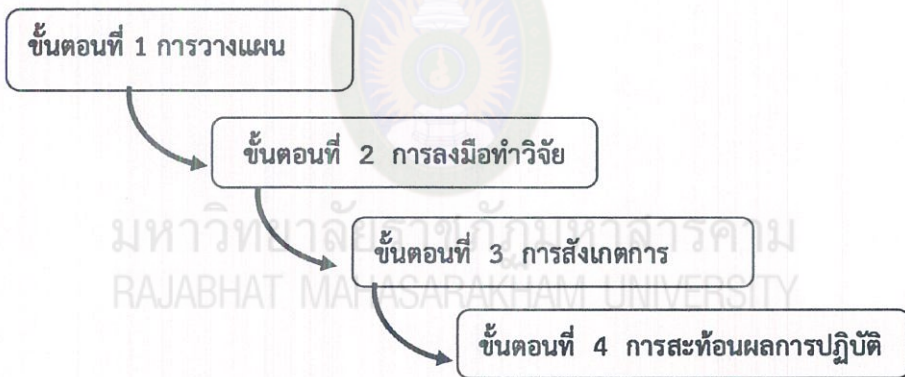 ขั้นตอนที่ 1 การวางแผน
ขั้นตอนที่ 2 การลงมือทำวิจัย
มหาวิทยาลัยราชภัฏมหาสารคาม
ขั้นตอนที่ 3 การสังเกตการ
RAJABHAT MAHASARAKHAM UNIVERSITY
ขั้นตอนที่ 4 การสะท้อนผลการปฏิบัติ